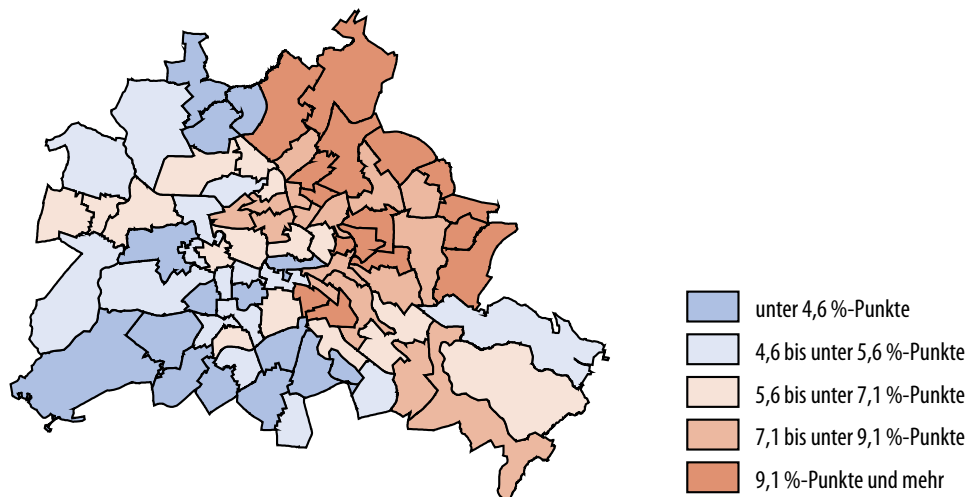 unter 4,6 %-Punkte
4,6 bis unter 5,6 %-Punkte
5,6 bis unter 7,1 %-Punkte
7,1 bis unter 9,1 %-Punkte
9,1 %-Punkte und mehr